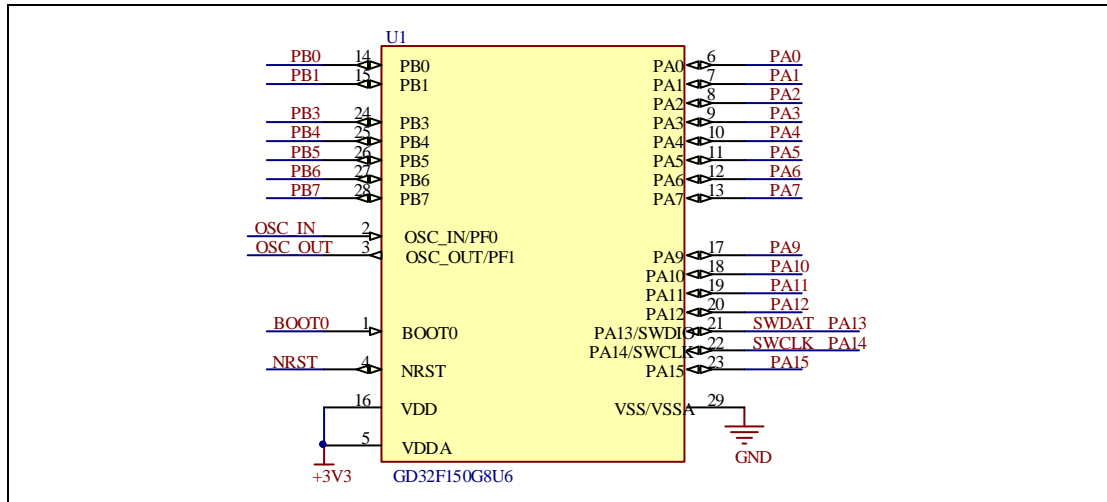 U1
PB0 14 PB0 PA0 6 PA0
PB1 15 PB1 PA1 7 PA1
PA2 8 PA2
PB3 24 PB3 PA3 9 PA3
PB4 25 PB4 PA4 10 PA4
PB5 26 PB5 PA5 11 PA5
PB6 27 PB6 PA6 12 PA6
PB7 28 PB7 PA7 13 PA7
OSC_IN 2 OSC_IN/PF0
OSC_OUT 3 OSC_OUT/PF1 PA9 17 PA9
PA10 18 PA10
PA11 19 PA11
PA12 20 PA12
BOOT0 1 BOOT0 PA13/SWDIO 21 SWDAT PA13
PA14/SWCLK 22 SWCLK PA14
NRST 4 NRST PA15 23 PA15
16 VDD VSS/VSSA 29
5 VDDA
GND
+3V3 GD32F150G8U6